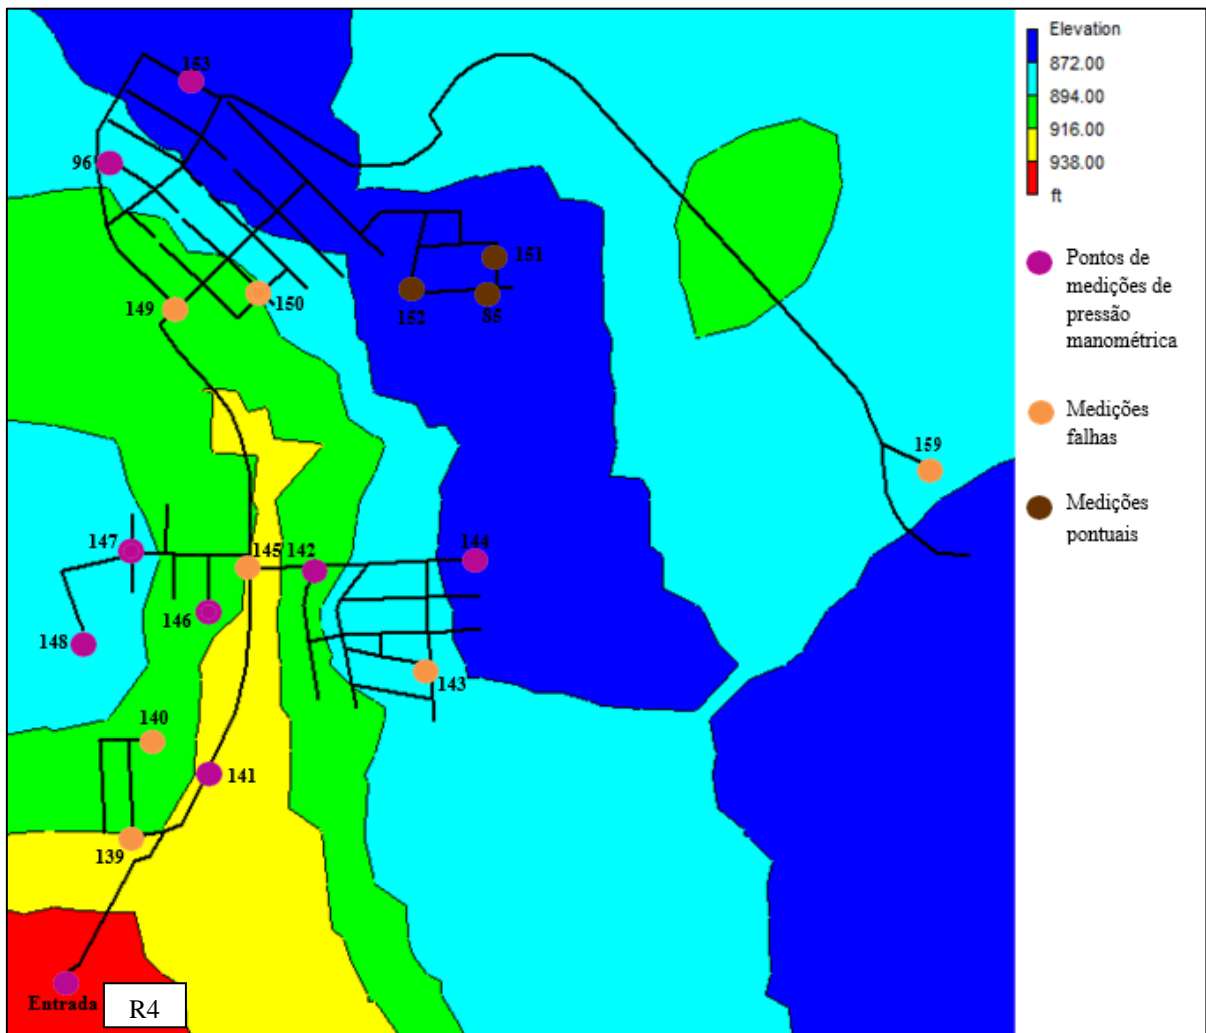 Elevation
872.00
894.00
916.00
938.00
ft
Pontos de
medições de
pressão
manométrica
Medições
falhas
Medições
pontuais
153
96
151
150
149
152
85
159
144
147
145
142
146
148
143
140
141
139
Entrada
R4